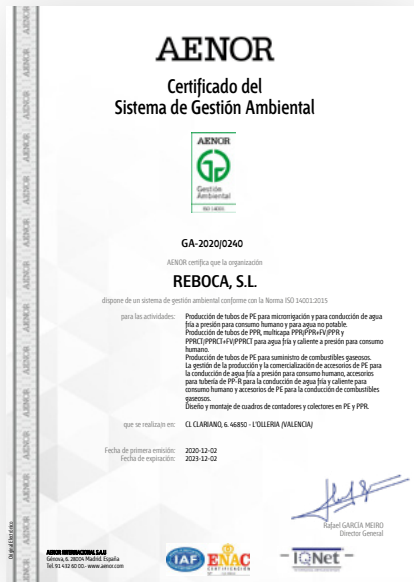 AENOR
Certificado del
Sistema de Gestión Ambiental
AENOR
Gestión
Ambiental
ISO 14001
GA-2020/0240
AENOR certifica que la organización
REBOCA, S.L.
dispone de un sistema de gestión ambiental conforme con la Norma ISO 14001:2015
para las actividades: Producción de tubos de PE para microrrigación y para conducción de agua
fría a presión para consumo humano y para agua no potable.
Producción de tubos de PPR, multicapa PPR/PPR+FV/PPR y
PPRCT/PPRCT+FV/PPRCT para agua fría y caliente a presión para consumo
humano.
Producción de tubos de PE para suministro de combustibles gaseosos.
La gestión de la producción y la comercialización de accesorios de PE para
la conducción de agua fría a presión para consumo humano, accesorios
para tubería de PP-R para la conducción de agua fría y caliente para
consumo humano y accesorios de PE para la conducción de combustibles
gaseosos.
Diseño y montaje de cuadros de contadores y colectores en PE y PPR.
que se realiza/n en: CL CLARIANO, 6. 46850 - L'OLLERIA (VALENCIA)
Fecha de primera emisión: 2020-12-02
Fecha de expiración: 2023-12-02
Rafael GARCÍA MEIRO
Director General
Original Electrónico
AENOR INTERNACIONAL S.A.U.
Génova, 6. 28004 Madrid. España
Tel. 91 432 60 00.- www.aenor.com
IAF
ENAC
CERTIFICACIÓN
IQNet